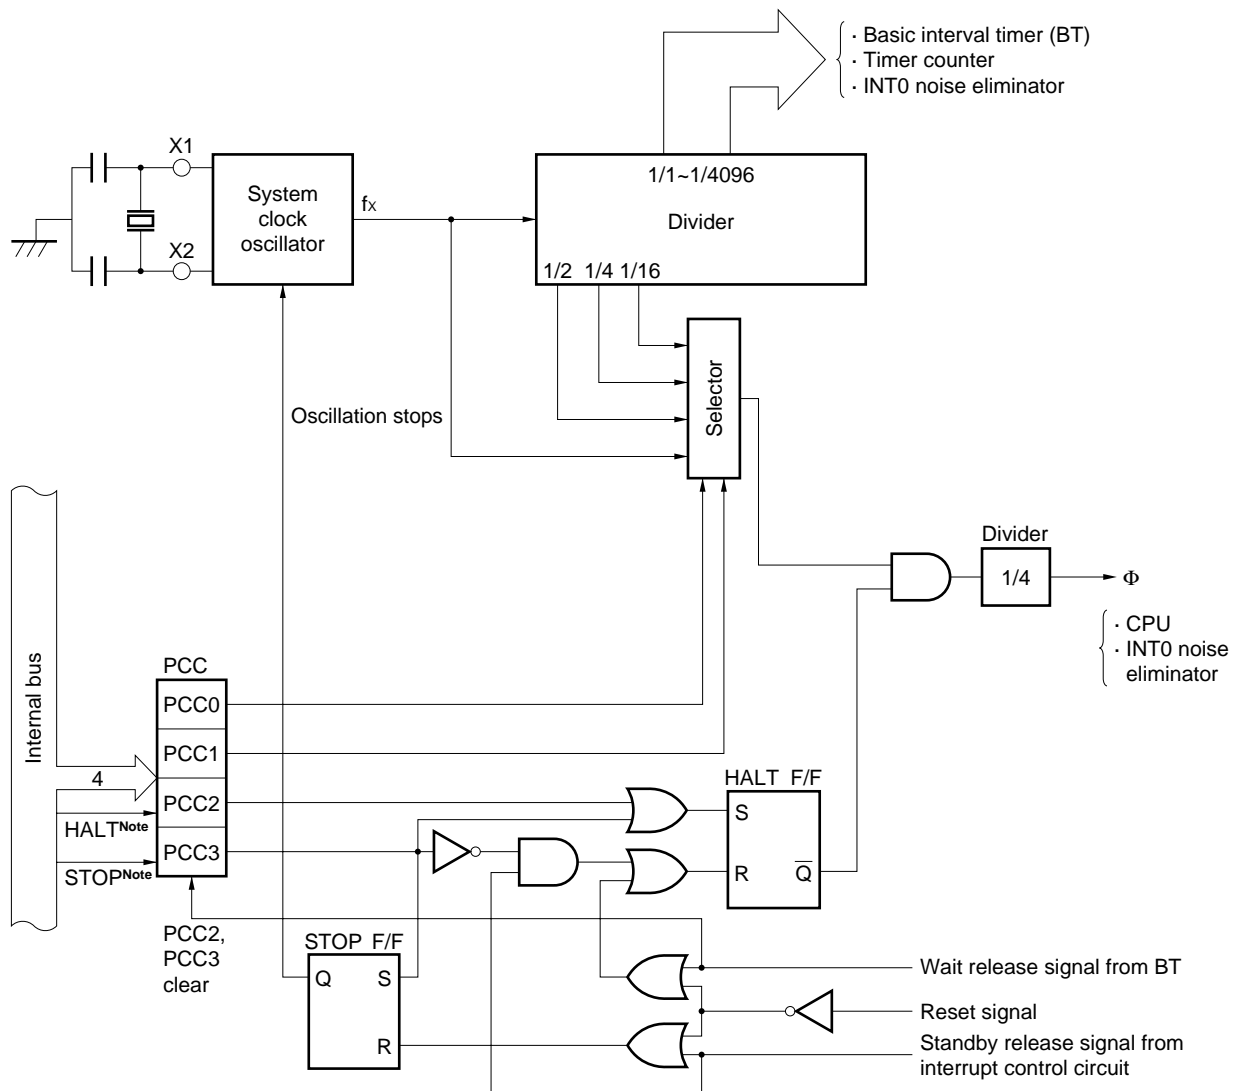 · Basic interval timer (BT)
· Timer counter
· INT0 noise eliminator
X1
X2
System
clock
oscillator
fX
1/1~1/4096
Divider
1/2 1/4 1/16
Selector
Oscillation stops
Divider
1/4
Φ
· CPU
· INT0 noise
eliminator
Internal bus
4
HALTNote
STOPNote
PCC
PCC0
PCC1
PCC2
PCC3
PCC2,
PCC3
clear
HALT F/F
S
R
Q̅
STOP F/F
Q
S
R
Wait release signal from BT
Reset signal
Standby release signal from
interrupt control circuit